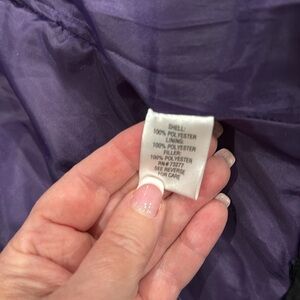 SHELL:
100% POLYESTER
LINING:
100% POLYESTER
FILLER:
100% POLYESTER
RN# 73277
SEE REVERSE
FOR CARE